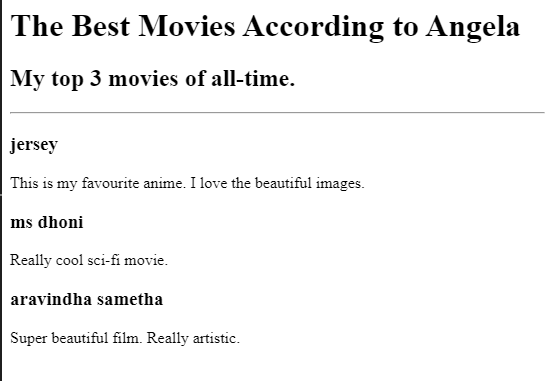 The Best Movies According to Angela
My top 3 movies of all-time.
jersey
This is my favourite anime. I love the beautiful images.
ms dhoni
Really cool sci-fi movie.
aravindha sametha
Super beautiful film. Really artistic.